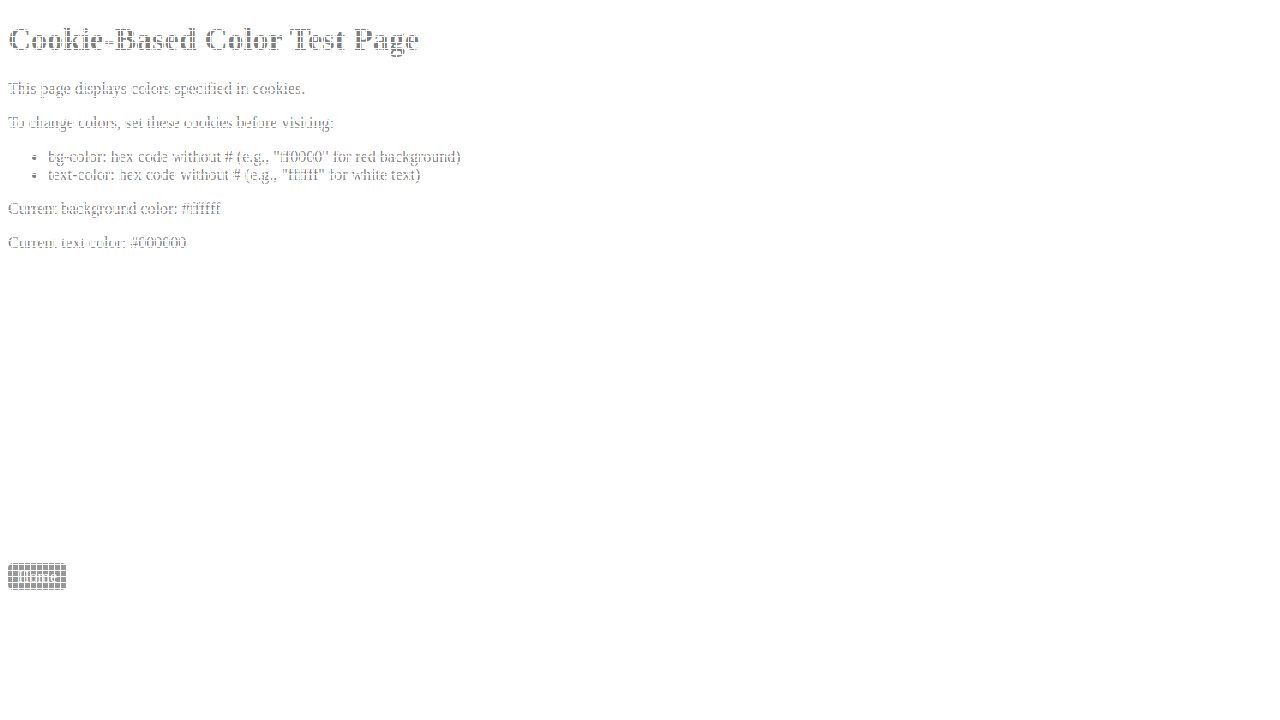 Cookie-Based Color Test Page
This page displays colors specified in cookies.
To change colors, set these cookies before visiting:
bg-color: hex code without # (e.g., "ff0000" for red background)
text-color: hex code without # (e.g., "ffffff" for white text)
Current background color: #ffffff
Current text color: #000000
Home